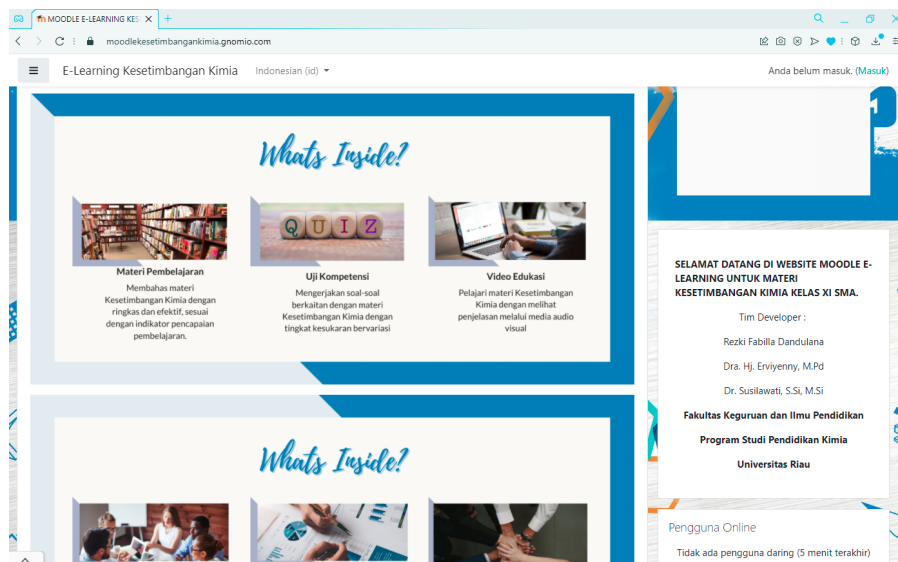 MOODLE E-LEARNING KES
moodlekesetimbangankimia.gnomio.com
E-Learning Kesetimbangan Kimia
Indonesian (id)
Anda belum masuk. (Masuk)
Whats Inside?
QUIZ
Materi Pembelajaran
Membahas materi
Kesetimbangan Kimia dengan
ringkas dan efektif, sesuai
dengan indikator pencapaian
pembelajaran.
Uji Kompetensi
Mengerjakan soal-soal
berkaitan dengan materi
Kesetimbangan Kimia dengan
tingkat kesukaran bervariasi
Video Edukasi
Pelajari materi Kesetimbangan
Kimia dengan melihat
penjelasan melalui media audio
visual
Whats Inside?
SELAMAT DATANG DI WEBSITE MOODLE E-
LEARNING UNTUK MATERI
KESETIMBANGAN KIMIA KELAS XI SMA.
Tim Developer :
Rezki Fabilla Dandulana
Dra. Hj. Erviyenny, M.Pd
Dr. Susilawati, S.Si, M.Si
Fakultas Keguruan dan Ilmu Pendidikan
Program Studi Pendidikan Kimia
Universitas Riau
Pengguna Online
Tidak ada pengguna daring (5 menit terakhir)